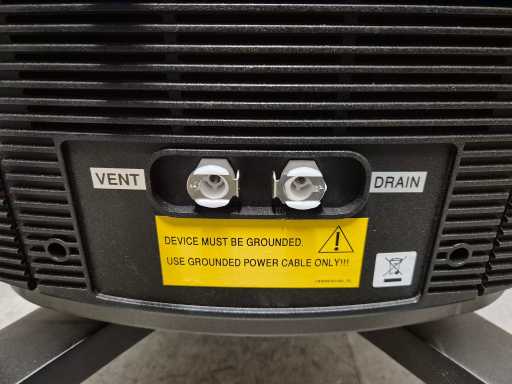 VENT
DRAIN
DEVICE MUST BE GROUNDED.
USE GROUNDED POWER CABLE ONLY!!!